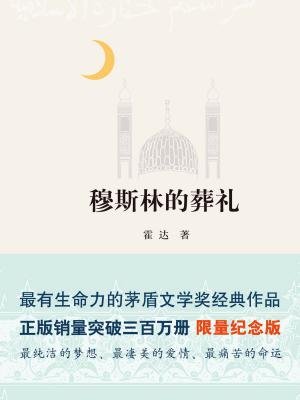 穆斯林的葬礼
霍达 著
最有生命力的茅盾文学奖经典作品
正版销量突破三百万册 限量纪念版
最纯洁的梦想、最凄美的爱情、最痛苦的命运